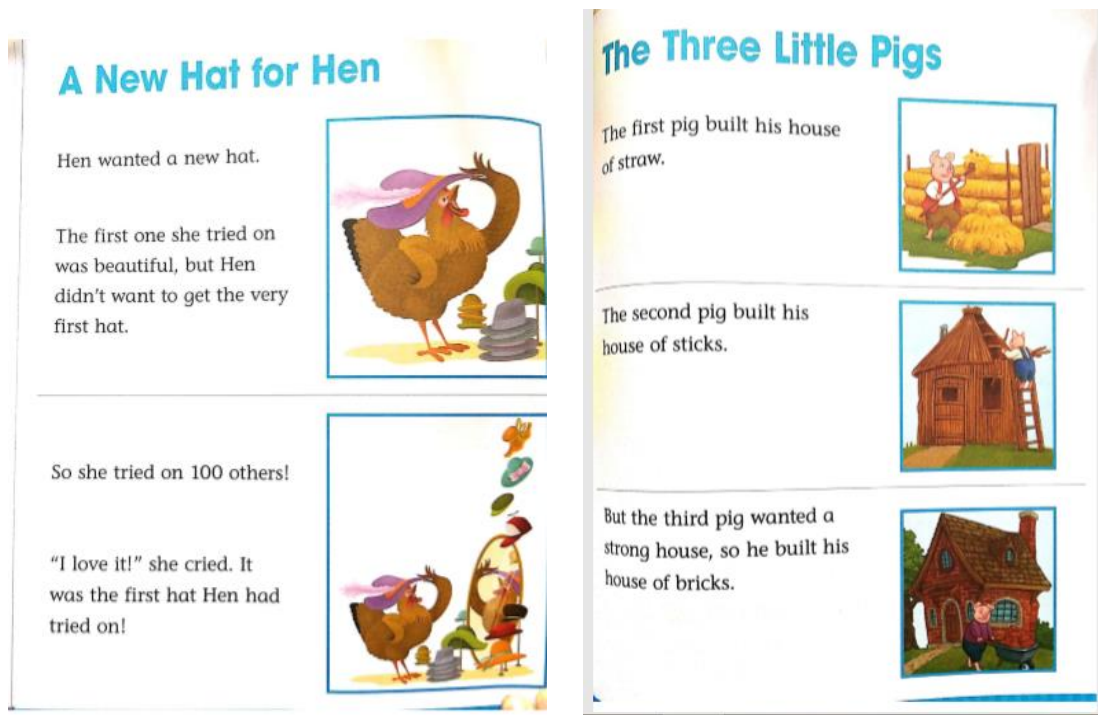 A New Hat for Hen
Hen wanted a new hat.
The first one she tried on
was beautiful, but Hen
didn't want to get the very
first hat.
So she tried on 100 others!
“I love it!” she cried. It
was the first hat Hen had
tried on!
The Three Little Pigs
The first pig built his house
of straw.
The second pig built his
house of sticks.
But the third pig wanted a
strong house, so he built his
house of bricks.